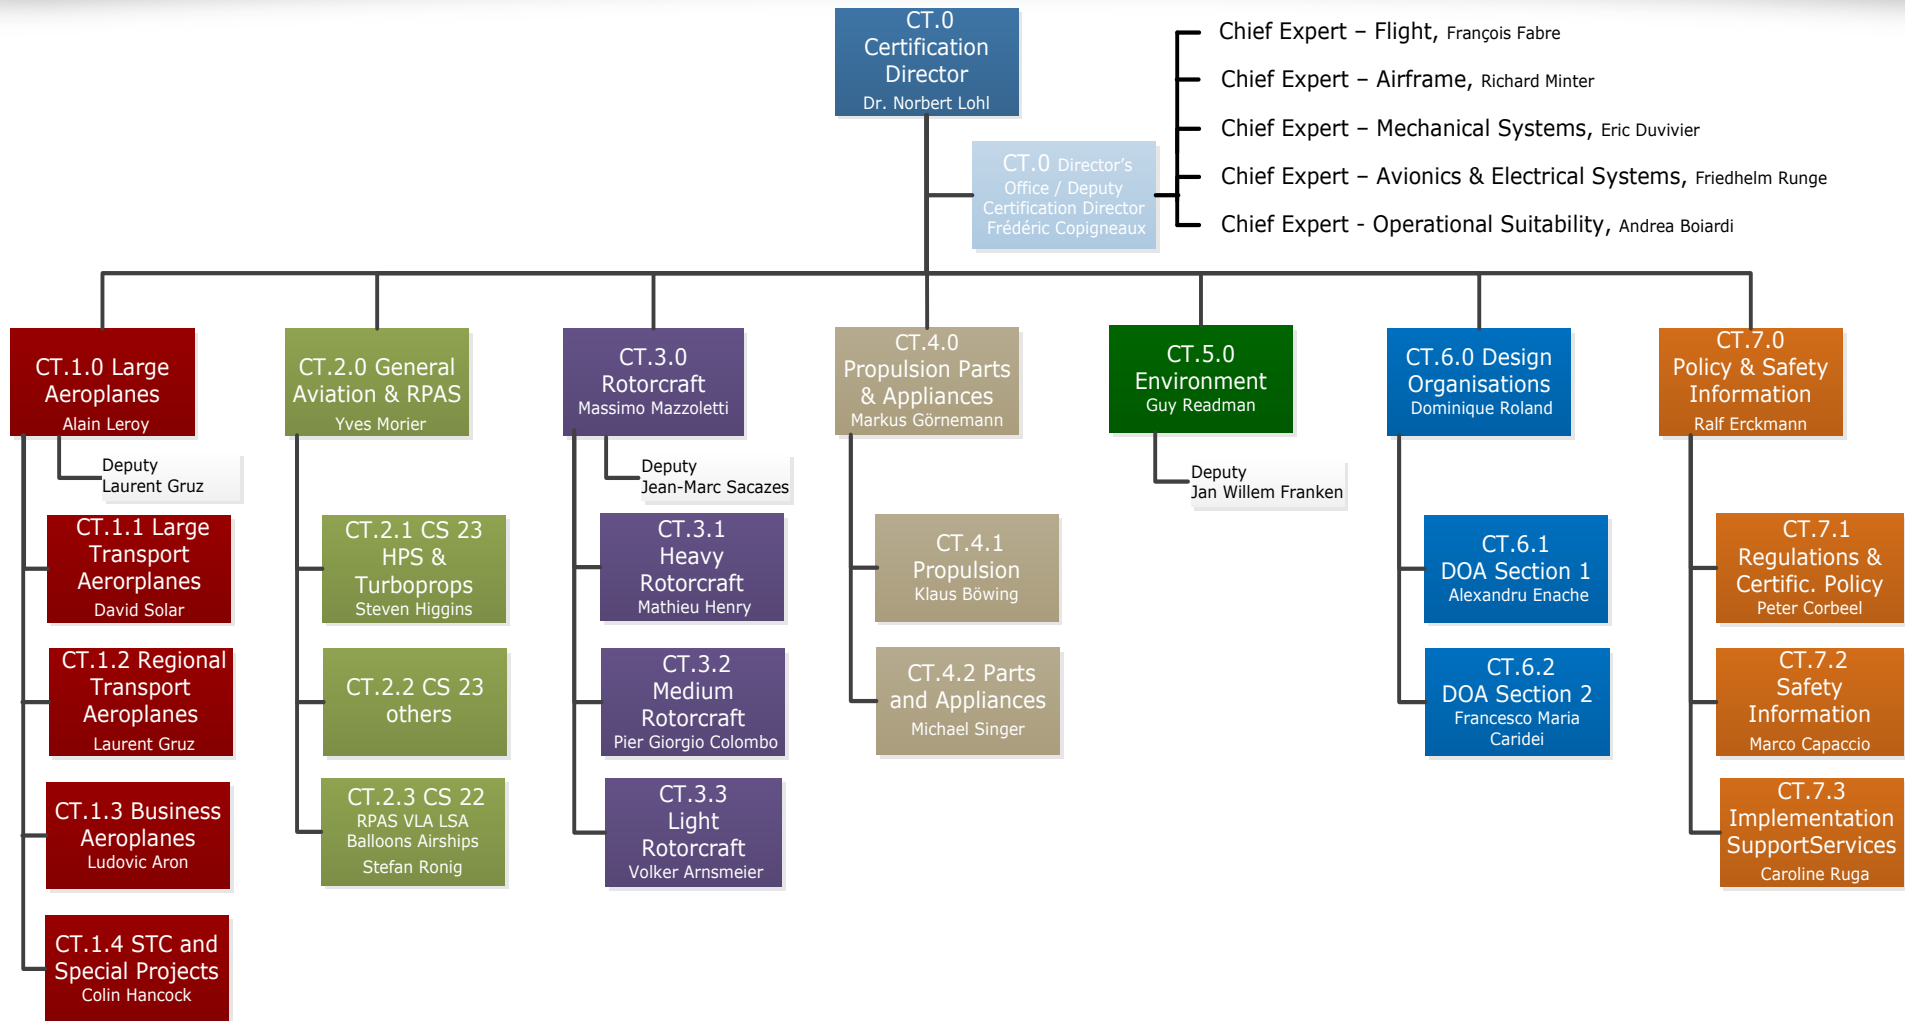 CT.0
Certification
Director
Dr. Norbert Lohl
CT.0 Director's
Office / Deputy
Certification Director
Frédéric Copigneaux
Chief Expert – Flight, François Fabre
Chief Expert – Airframe, Richard Minter
Chief Expert – Mechanical Systems, Eric Duvivier
Chief Expert – Avionics & Electrical Systems, Friedhelm Runge
Chief Expert - Operational Suitability, Andrea Boiardi
CT.1.0 Large
Aeroplanes
Alain Leroy
Deputy
Laurent Gruz
CT.1.1 Large
Transport
Aerorplanes
David Solar
CT.1.2 Regional
Transport
Aeroplanes
Laurent Gruz
CT.1.3 Business
Aeroplanes
Ludovic Aron
CT.1.4 STC and
Special Projects
Colin Hancock
CT.2.0 General
Aviation & RPAS
Yves Morier
CT.2.1 CS 23
HPS &
Turboprops
Steven Higgins
CT.2.2 CS 23
others
CT.2.3 CS 22
RPAS VLA LSA
Balloons Airships
Stefan Ronig
CT.3.0
Rotorcraft
Massimo Mazzoletti
Deputy
Jean-Marc Sacazes
CT.3.1
Heavy
Rotorcraft
Mathieu Henry
CT.3.2
Medium
Rotorcraft
Pier Giorgio Colombo
CT.3.3
Light
Rotorcraft
Volker Arnsmeier
CT.4.0
Propulsion Parts
& Appliances
Markus Görnemann
CT.4.1
Propulsion
Klaus Böwing
CT.4.2 Parts
and Appliances
Michael Singer
CT.5.0
Environment
Guy Readman
Deputy
Jan Willem Franken
CT.6.0 Design
Organisations
Dominique Roland
CT.6.1
DOA Section 1
Alexandru Enache
CT.6.2
DOA Section 2
Francesco Maria
Caridei
CT.7.0
Policy & Safety
Information
Ralf Erckmann
CT.7.1
Regulations &
Certific. Policy
Peter Corbeel
CT.7.2
Safety
Information
Marco Capaccio
CT.7.3
Implementation
SupportServices
Caroline Ruga